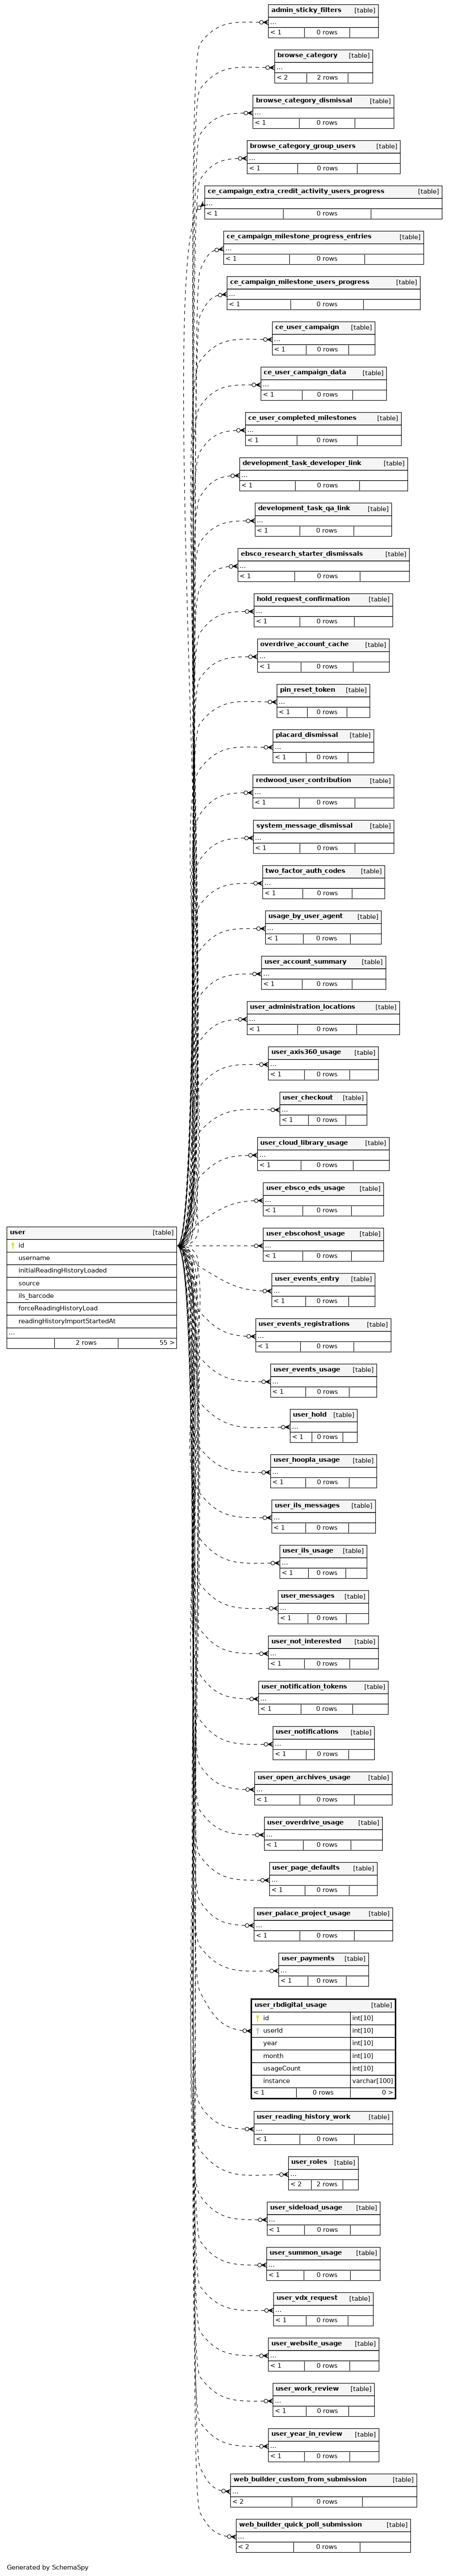 admin_sticky_filters [table]
...
< 1 0 rows
browse_category [table]
...
< 2 2 rows
browse_category_dismissal [table]
...
< 1 0 rows
browse_category_group_users [table]
...
< 1 0 rows
ce_campaign_extra_credit_activity_users_progress [table]
...
< 1 0 rows
ce_campaign_milestone_progress_entries [table]
...
< 1 0 rows
ce_campaign_milestone_users_progress [table]
...
< 1 0 rows
ce_user_campaign [table]
...
< 1 0 rows
ce_user_campaign_data [table]
...
< 1 0 rows
ce_user_completed_milestones [table]
...
< 1 0 rows
development_task_developer_link [table]
...
< 1 0 rows
development_task_qa_link [table]
...
< 1 0 rows
ebsco_research_starter_dismissals [table]
...
< 1 0 rows
hold_request_confirmation [table]
...
< 1 0 rows
overdrive_account_cache [table]
...
< 1 0 rows
pin_reset_token [table]
...
< 1 0 rows
placard_dismissal [table]
...
< 1 0 rows
redwood_user_contribution [table]
...
< 1 0 rows
system_message_dismissal [table]
...
< 1 0 rows
two_factor_auth_codes [table]
...
< 1 0 rows
usage_by_user_agent [table]
...
< 1 0 rows
user_account_summary [table]
...
< 1 0 rows
user_administration_locations [table]
...
< 1 0 rows
user_axis360_usage [table]
...
< 1 0 rows
user_checkout [table]
...
< 1 0 rows
user_cloud_library_usage [table]
...
< 1 0 rows
user_ebsco_eds_usage [table]
...
< 1 0 rows
user [table]
id
username
initialReadingHistoryLoaded
source
ils_barcode
forceReadingHistoryLoad
readingHistoryImportStartedAt
...
2 rows 55 >
user_ebscohost_usage [table]
...
< 1 0 rows
user_events_entry [table]
...
< 1 0 rows
user_events_registrations [table]
...
< 1 0 rows
user_events_usage [table]
...
< 1 0 rows
user_hold [table]
...
< 1 0 rows
user_hoopla_usage [table]
...
< 1 0 rows
user_ils_messages [table]
...
< 1 0 rows
user_ils_usage [table]
...
< 1 0 rows
user_messages [table]
...
< 1 0 rows
user_not_interested [table]
...
< 1 0 rows
user_notification_tokens [table]
...
< 1 0 rows
user_notifications [table]
...
< 1 0 rows
user_open_archives_usage [table]
...
< 1 0 rows
user_overdrive_usage [table]
...
< 1 0 rows
user_page_defaults [table]
...
< 1 0 rows
user_palace_project_usage [table]
...
< 1 0 rows
user_payments [table]
...
< 1 0 rows
user_rbdigital_usage [table]
id int[10]
userId int[10]
year int[10]
month int[10]
usageCount int[10]
instance varchar[100]
< 1 0 rows 0 >
user_reading_history_work [table]
...
< 1 0 rows
user_roles [table]
...
< 2 2 rows
user_sideload_usage [table]
...
< 1 0 rows
user_summon_usage [table]
...
< 1 0 rows
user_vdx_request [table]
...
< 1 0 rows
user_website_usage [table]
...
< 1 0 rows
user_work_review [table]
...
< 1 0 rows
user_year_in_review [table]
...
< 1 0 rows
web_builder_custom_from_submission [table]
...
< 2 0 rows
web_builder_quick_poll_submission [table]
...
< 2 0 rows
Generated by SchemaSpy